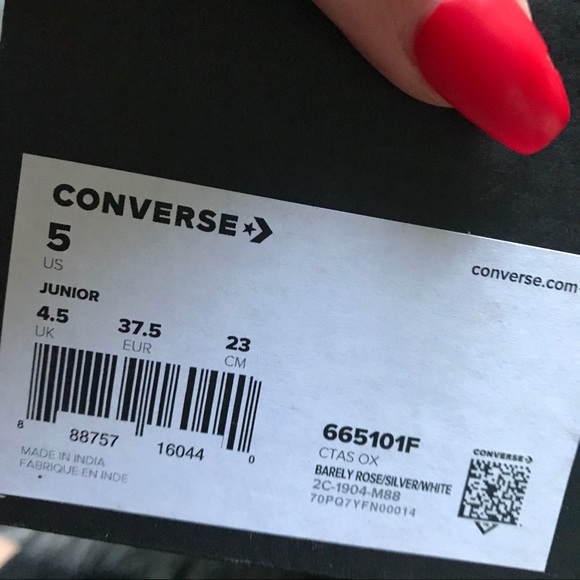 CONVERSE
converse.com
5
US
JUNIOR
4.5 37.5 23
UK EUR CM
8 88757 16044 0
MADE IN INDIA
FABRIQUE EN INDE
665101F
CTAS OX
BARELY ROSE/SILVER/WHITE
2C-1904-M88
70PQ7YFN00014
CONVERSE